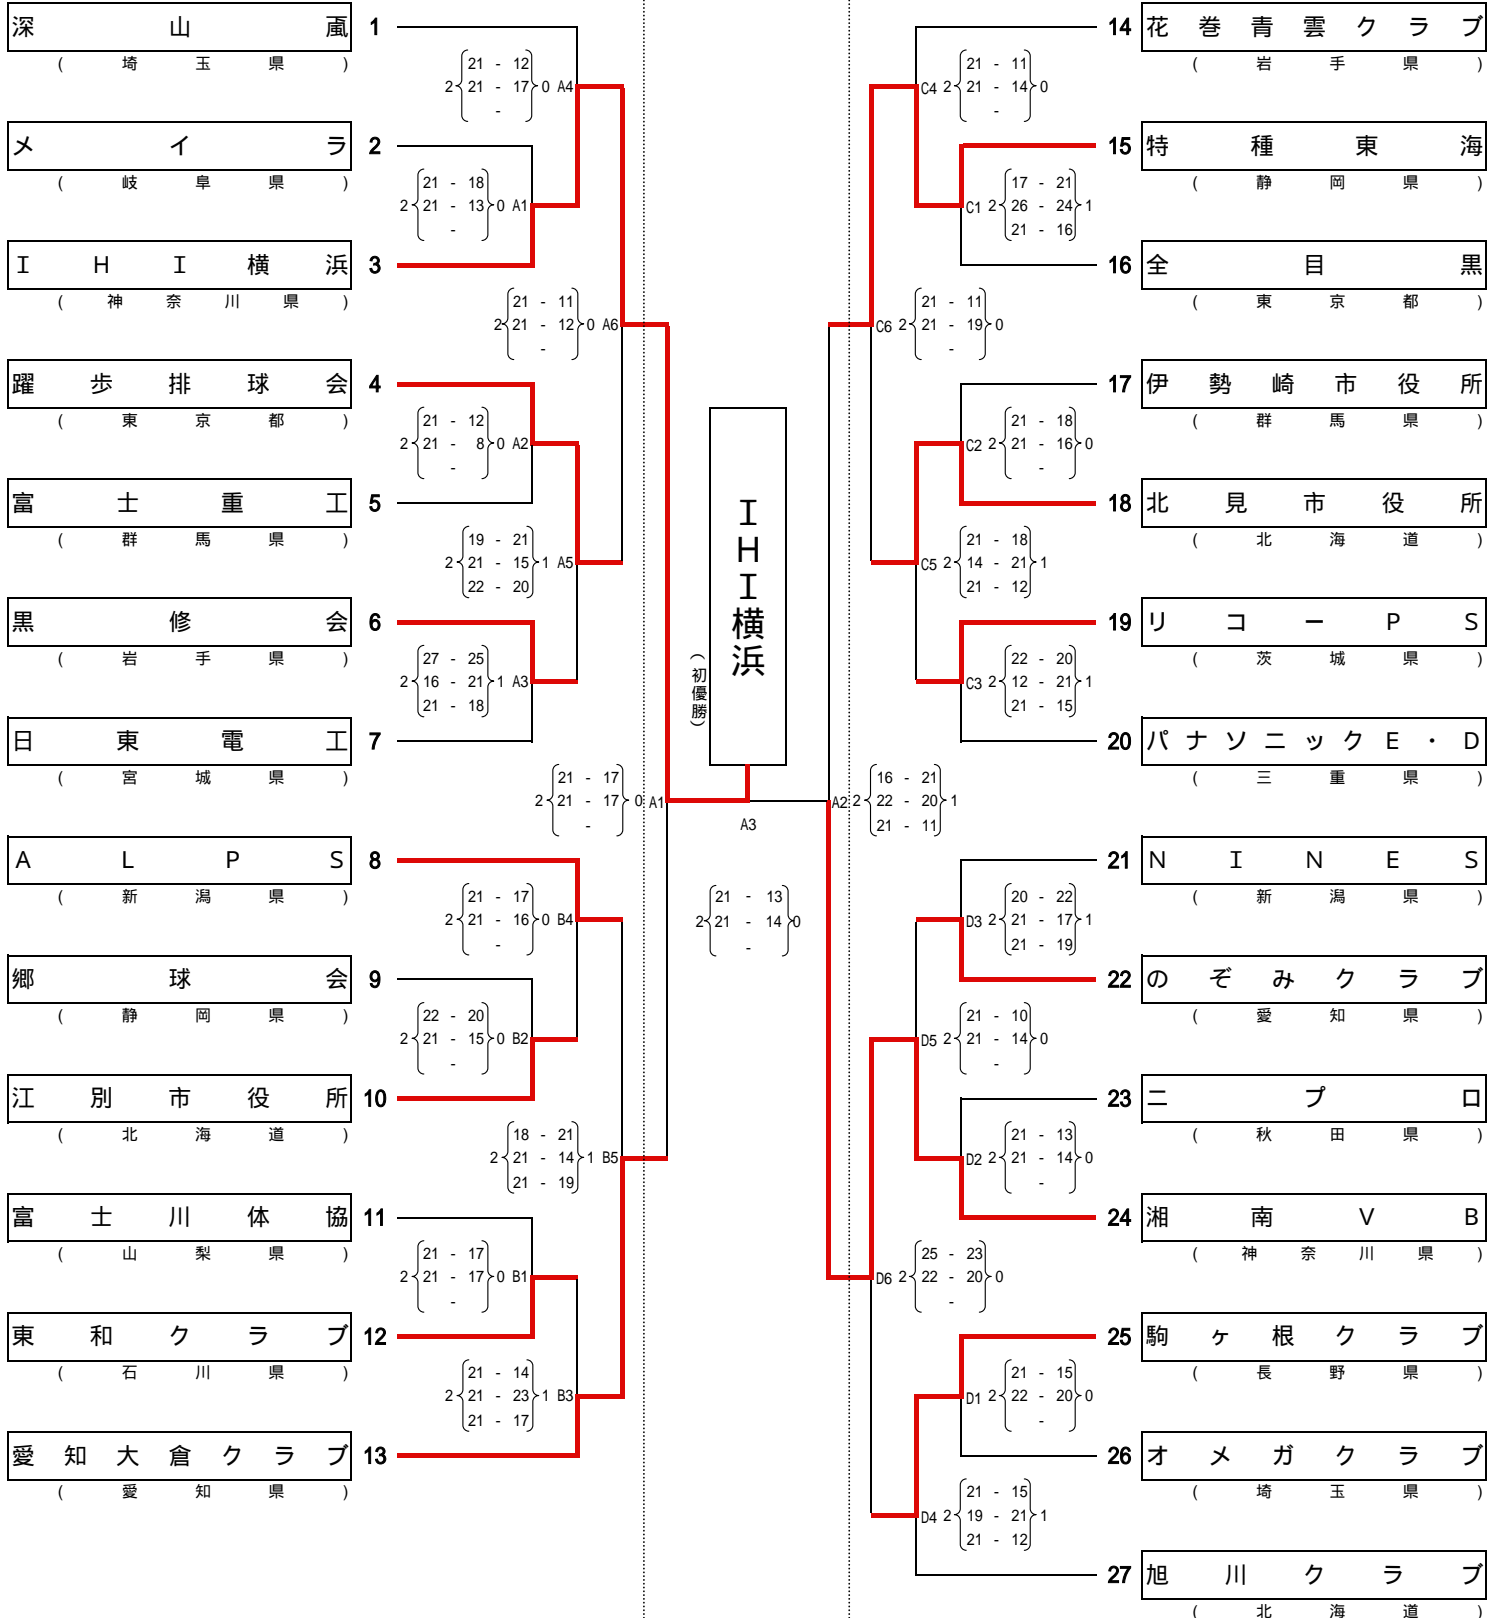 深山颪 1
(埼玉県)
21 - 12
2 21 - 17 0 A4
-
メイラ 2
(岐阜県)
21 - 18
2 21 - 13 0 A1
-
ＩＨＩ横浜 3
(神奈川県)
21 - 11
2 21 - 12 0 A6
-
躍歩排球会 4
(東京都)
21 - 12
2 21 - 8 0 A2
-
富士重工 5
(群馬県)
19 - 21
2 21 - 15 1 A5
22 - 20
黒修会 6
(岩手県)
27 - 25
2 16 - 21 1 A3
21 - 18
日東電工 7
(宮城県)
21 - 17
2 21 - 17 0 A1
-
ＡＬＰＳ 8
(新潟県)
21 - 17
2 21 - 16 0 B4
-
郷球会 9
(静岡県)
22 - 20
2 21 - 15 0 B2
-
江別市役所 10
(北海道)
18 - 21
2 21 - 14 1 B5
21 - 19
富士川体協 11
(山梨県)
21 - 17
2 21 - 17 0 B1
-
東和クラブ 12
(石川県)
21 - 14
2 21 - 23 1 B3
21 - 17
愛知大倉クラブ 13
(愛知県)
ＩＨＩ横浜
(初優勝)
A3
21 - 13
2 21 - 14 0
-
14 花巻青雲クラブ
(岩手県)
21 - 11
C4 2 21 - 14 0
-
15 特種東海
(静岡県)
17 - 21
C1 2 26 - 24 1
21 - 16
16 全目黒
(東京都)
21 - 11
C6 2 21 - 19 0
-
17 伊勢崎市役所
(群馬県)
21 - 18
C2 2 21 - 16 0
-
18 北見市役所
(北海道)
21 - 18
C5 2 14 - 21 1
21 - 12
19 リコーＰＳ
(茨城県)
22 - 20
C3 2 12 - 21 1
21 - 15
20 パナソニックＥ・Ｄ
(三重県)
16 - 21
A2 2 22 - 20 1
21 - 11
21 ＮＩＮＥＳ
(新潟県)
20 - 22
D3 2 21 - 17 1
21 - 19
22 のぞみクラブ
(愛知県)
21 - 10
D5 2 21 - 14 0
-
23 ニプロ
(秋田県)
21 - 13
D2 2 21 - 14 0
-
24 湘南ＶＢ
(神奈川県)
25 - 23
D6 2 22 - 20 0
-
25 駒ヶ根クラブ
(長野県)
21 - 15
D1 2 22 - 20 0
-
26 オメガクラブ
(埼玉県)
21 - 15
D4 2 19 - 21 1
21 - 12
27 旭川クラブ
(北海道)